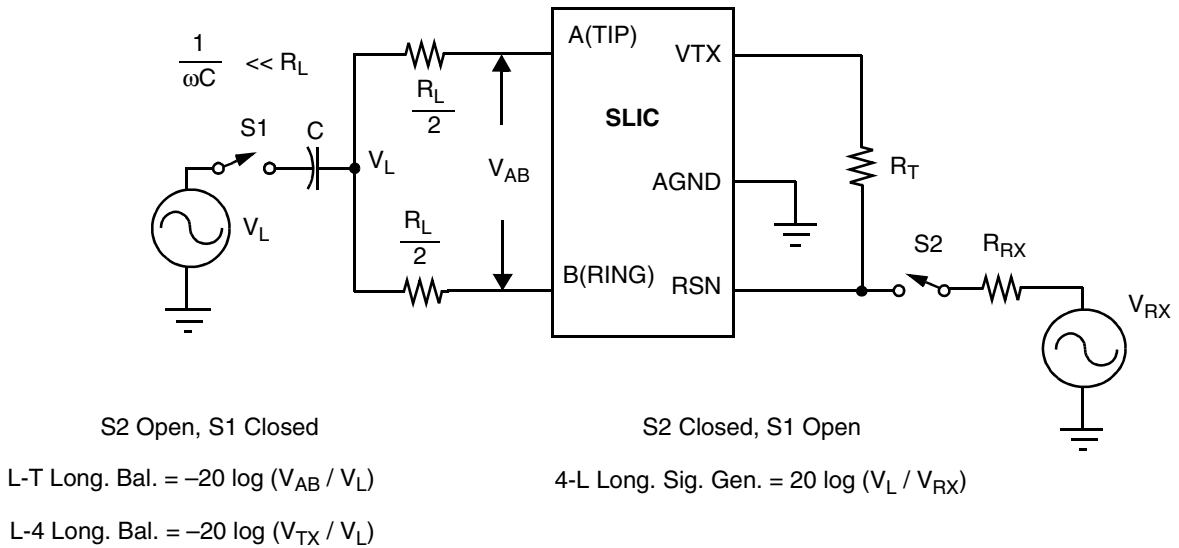 A(TIP)
VTX
1
ωC
<< R_L
R_L
2
SLIC
S1
C
V_L
V_AB
R_T
AGND
V_L
R_L
2
S2
R_RX
B(RING)
RSN
V_RX
S2 Open, S1 Closed
S2 Closed, S1 Open
L-T Long. Bal. = –20 log (V_AB / V_L)
4-L Long. Sig. Gen. = 20 log (V_L / V_RX)
L-4 Long. Bal. = –20 log (V_TX / V_L)